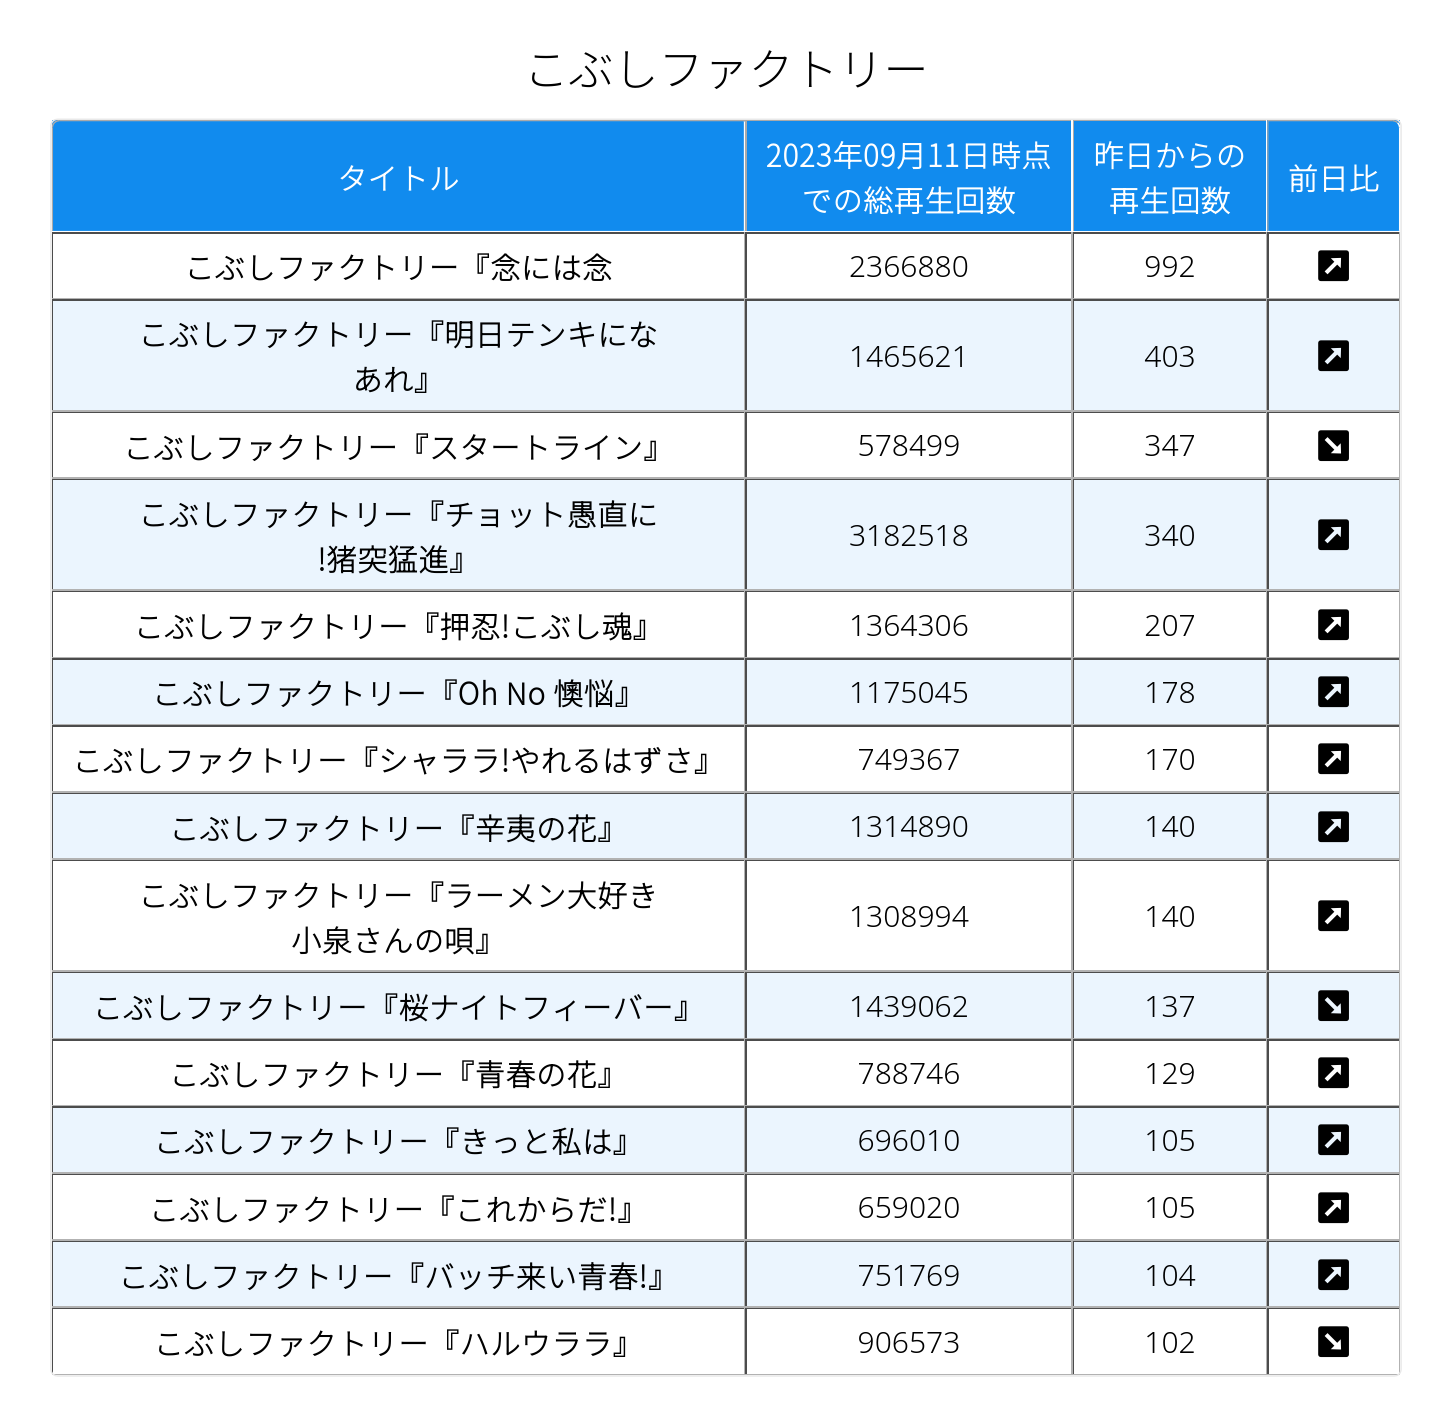 こぶしファクトリー
タイトル
2023年09月11日時点
での総再生回数
昨日からの
再生回数
前日比
こぶしファクトリー『念には念 2366880 992
こぶしファクトリー『明日テンキにな
あれ』 1465621 403
こぶしファクトリー『スタートライン』 578499 347
こぶしファクトリー『チョット愚直に
!猪突猛進』 3182518 340
こぶしファクトリー『押忍!こぶし魂』 1364306 207
こぶしファクトリー『Oh No 懊悩』 1175045 178
こぶしファクトリー『シャララ!やれるはずさ』 749367 170
こぶしファクトリー『辛夷の花』 1314890 140
こぶしファクトリー『ラーメン大好き
小泉さんの唄』 1308994 140
こぶしファクトリー『桜ナイトフィーバー』 1439062 137
こぶしファクトリー『青春の花』 788746 129
こぶしファクトリー『きっと私は』 696010 105
こぶしファクトリー『これからだ!』 659020 105
こぶしファクトリー『バッチ来い青春!』 751769 104
こぶしファクトリー『ハルウララ』 906573 102